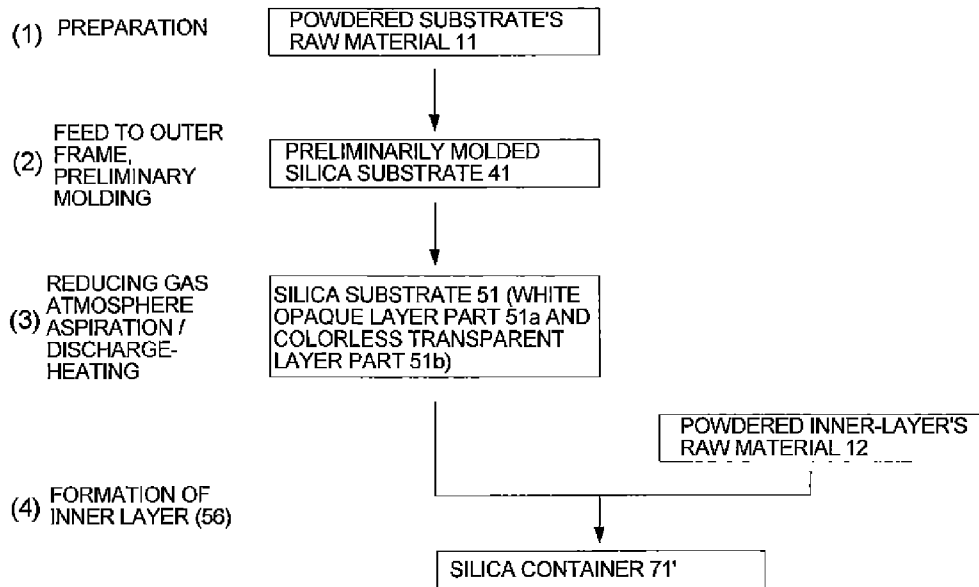 (1) PREPARATION
POWDERED SUBSTRATE'S
RAW MATERIAL 11
(2) FEED TO OUTER
FRAME,
PRELIMINARY
MOLDING
PRELIMINARILY MOLDED
SILICA SUBSTRATE 41
(3) REDUCING GAS
ATMOSPHERE
ASPIRATION /
DISCHARGE-
HEATING
SILICA SUBSTRATE 51 (WHITE
OPAQUE LAYER PART 51a AND
COLORLESS TRANSPARENT
LAYER PART 51b)
POWDERED INNER-LAYER'S
RAW MATERIAL 12
(4) FORMATION OF
INNER LAYER (56)
SILICA CONTAINER 71'